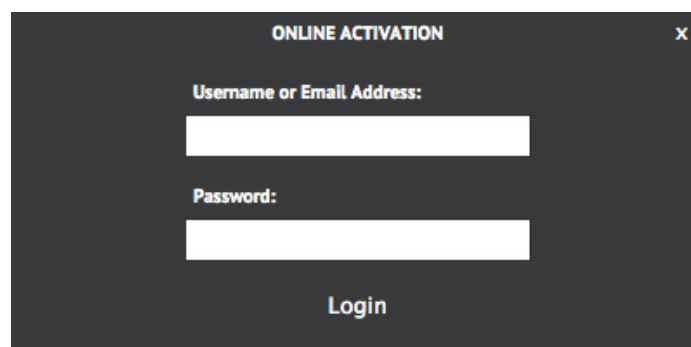 ONLINE ACTIVATION x
Username or Email Address:
Password:
Login